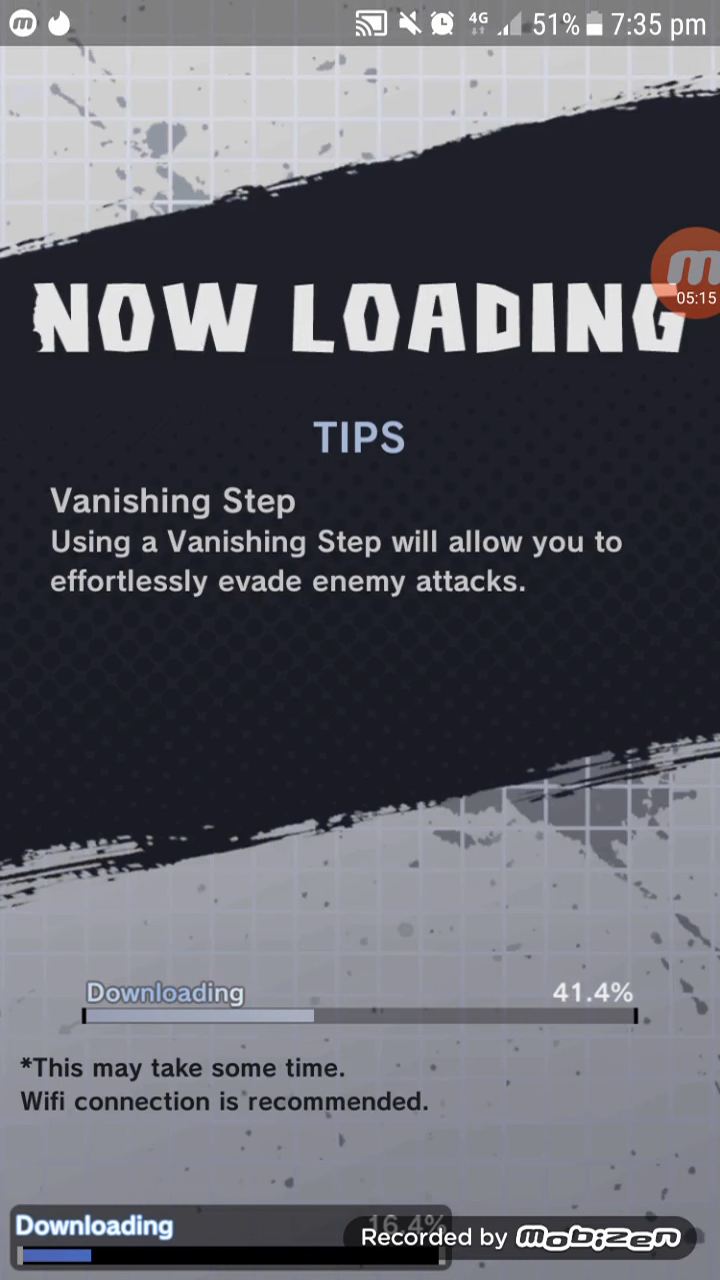 4G 51% 7:35 pm
NOW LOADING
05:15
TIPS
Vanishing Step
Using a Vanishing Step will allow you to
effortlessly evade enemy attacks.
Downloading 41.4%
*This may take some time.
Wifi connection is recommended.
Downloading 16.4%
Recorded by mobizen